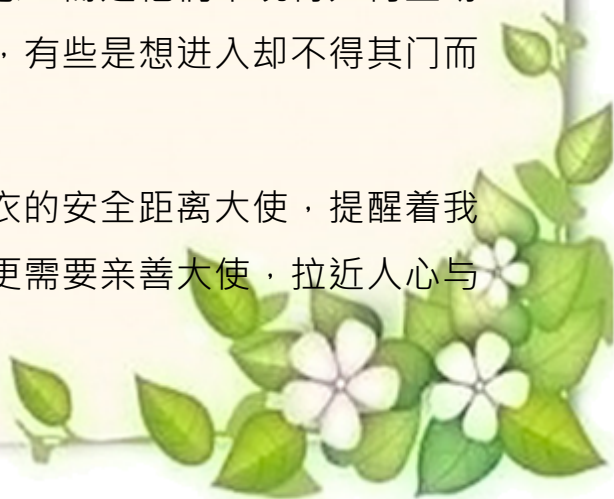 ，有些是想进入却不得其门而
衣的安全距离大使，提醒着我
更需要亲善大使，拉近人心与